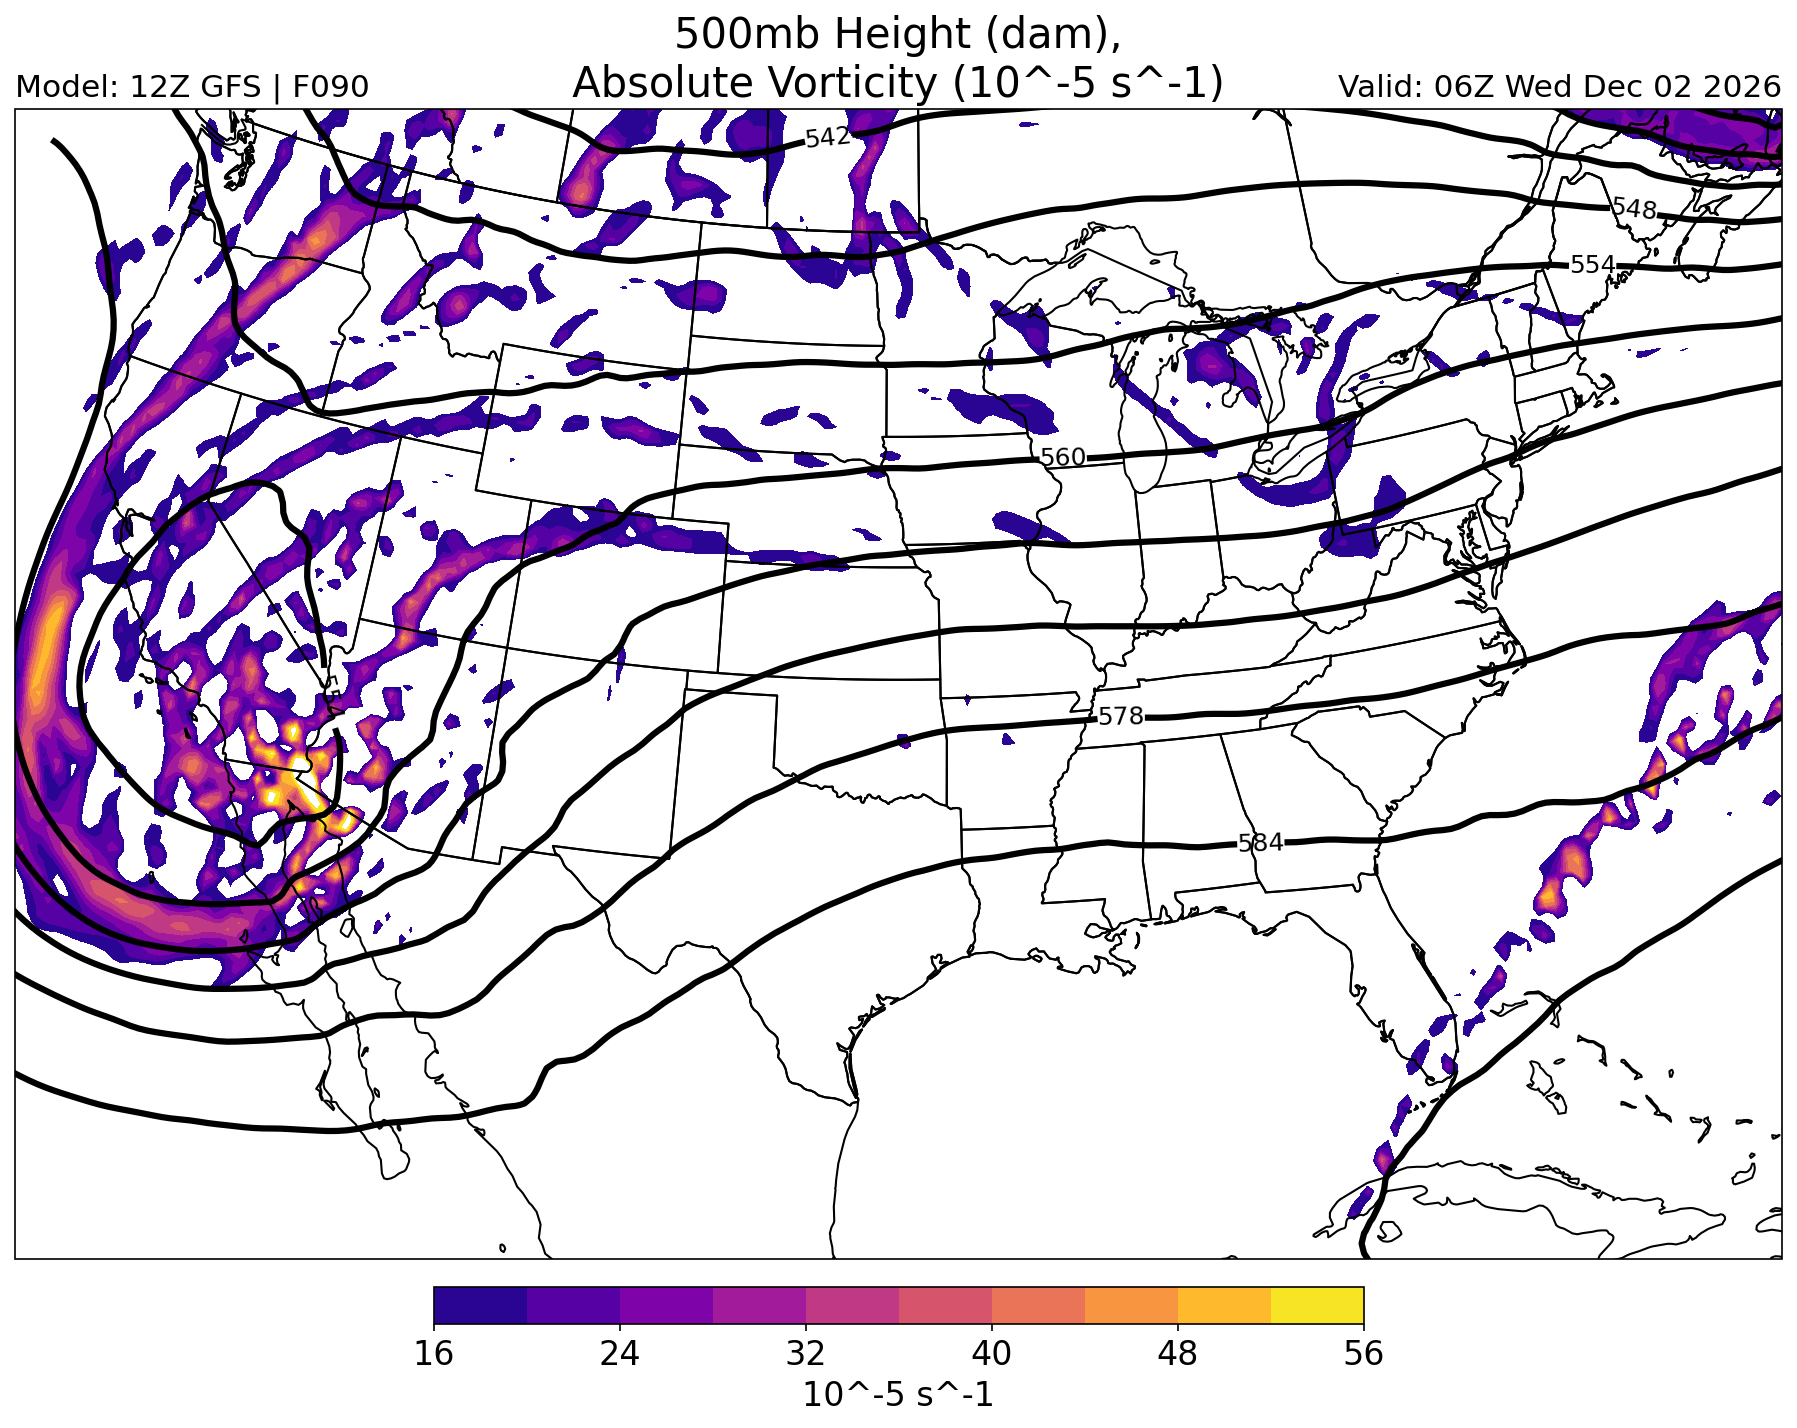 500mb Height (dam),
Model: 12Z GFS | F090
Absolute Vorticity (10^-5 s^-1)
Valid: 06Z Wed Dec 02 2026
542
548
554
560
578
584
16 24 32 40 48 56
10^-5 s^-1